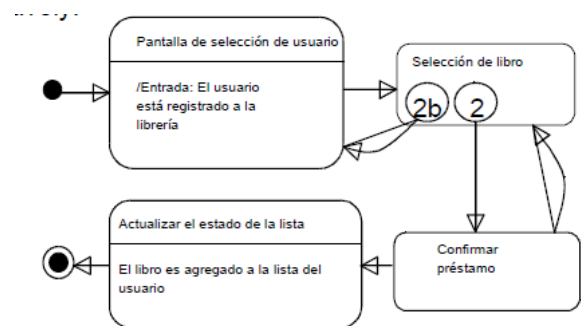 Pantalla de selección de usuario
/Entrada: El usuario
está registrado a la
librería
Selección de libro
2b
2
Actualizar el estado de la lista
El libro es agregado a la lista del
usuario
Confirmar
préstamo